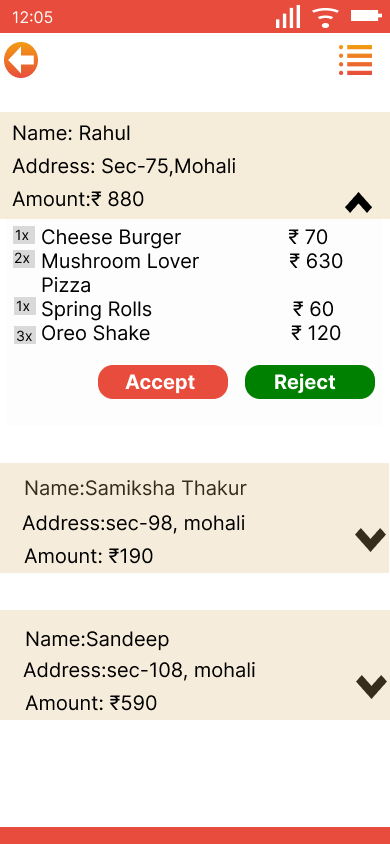 12:05
Name: Rahul
Address: Sec-75,Mohali
Amount:₹ 880
1x Cheese Burger ₹ 70
2x Mushroom Lover ₹ 630
Pizza
1x Spring Rolls ₹ 60
3x Oreo Shake ₹ 120
Accept Reject
Name:Samiksha Thakur
Address:sec-98, mohali
Amount: ₹190
Name:Sandeep
Address:sec-108, mohali
Amount: ₹590